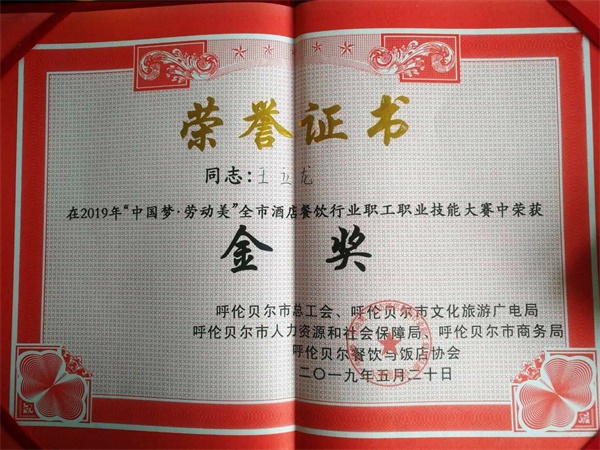 荣誉证书
同志:王立龙
在2019年“中国梦·劳动美”全市酒店餐饮行业职工职业技能大赛中荣获
金奖
呼伦贝尔市总工会、呼伦贝尔市文化旅游广电局
呼伦贝尔市人力资源和社会保障局、呼伦贝尔市商务局
呼伦贝尔餐饮与饭店协会
二〇一九年五月二十日